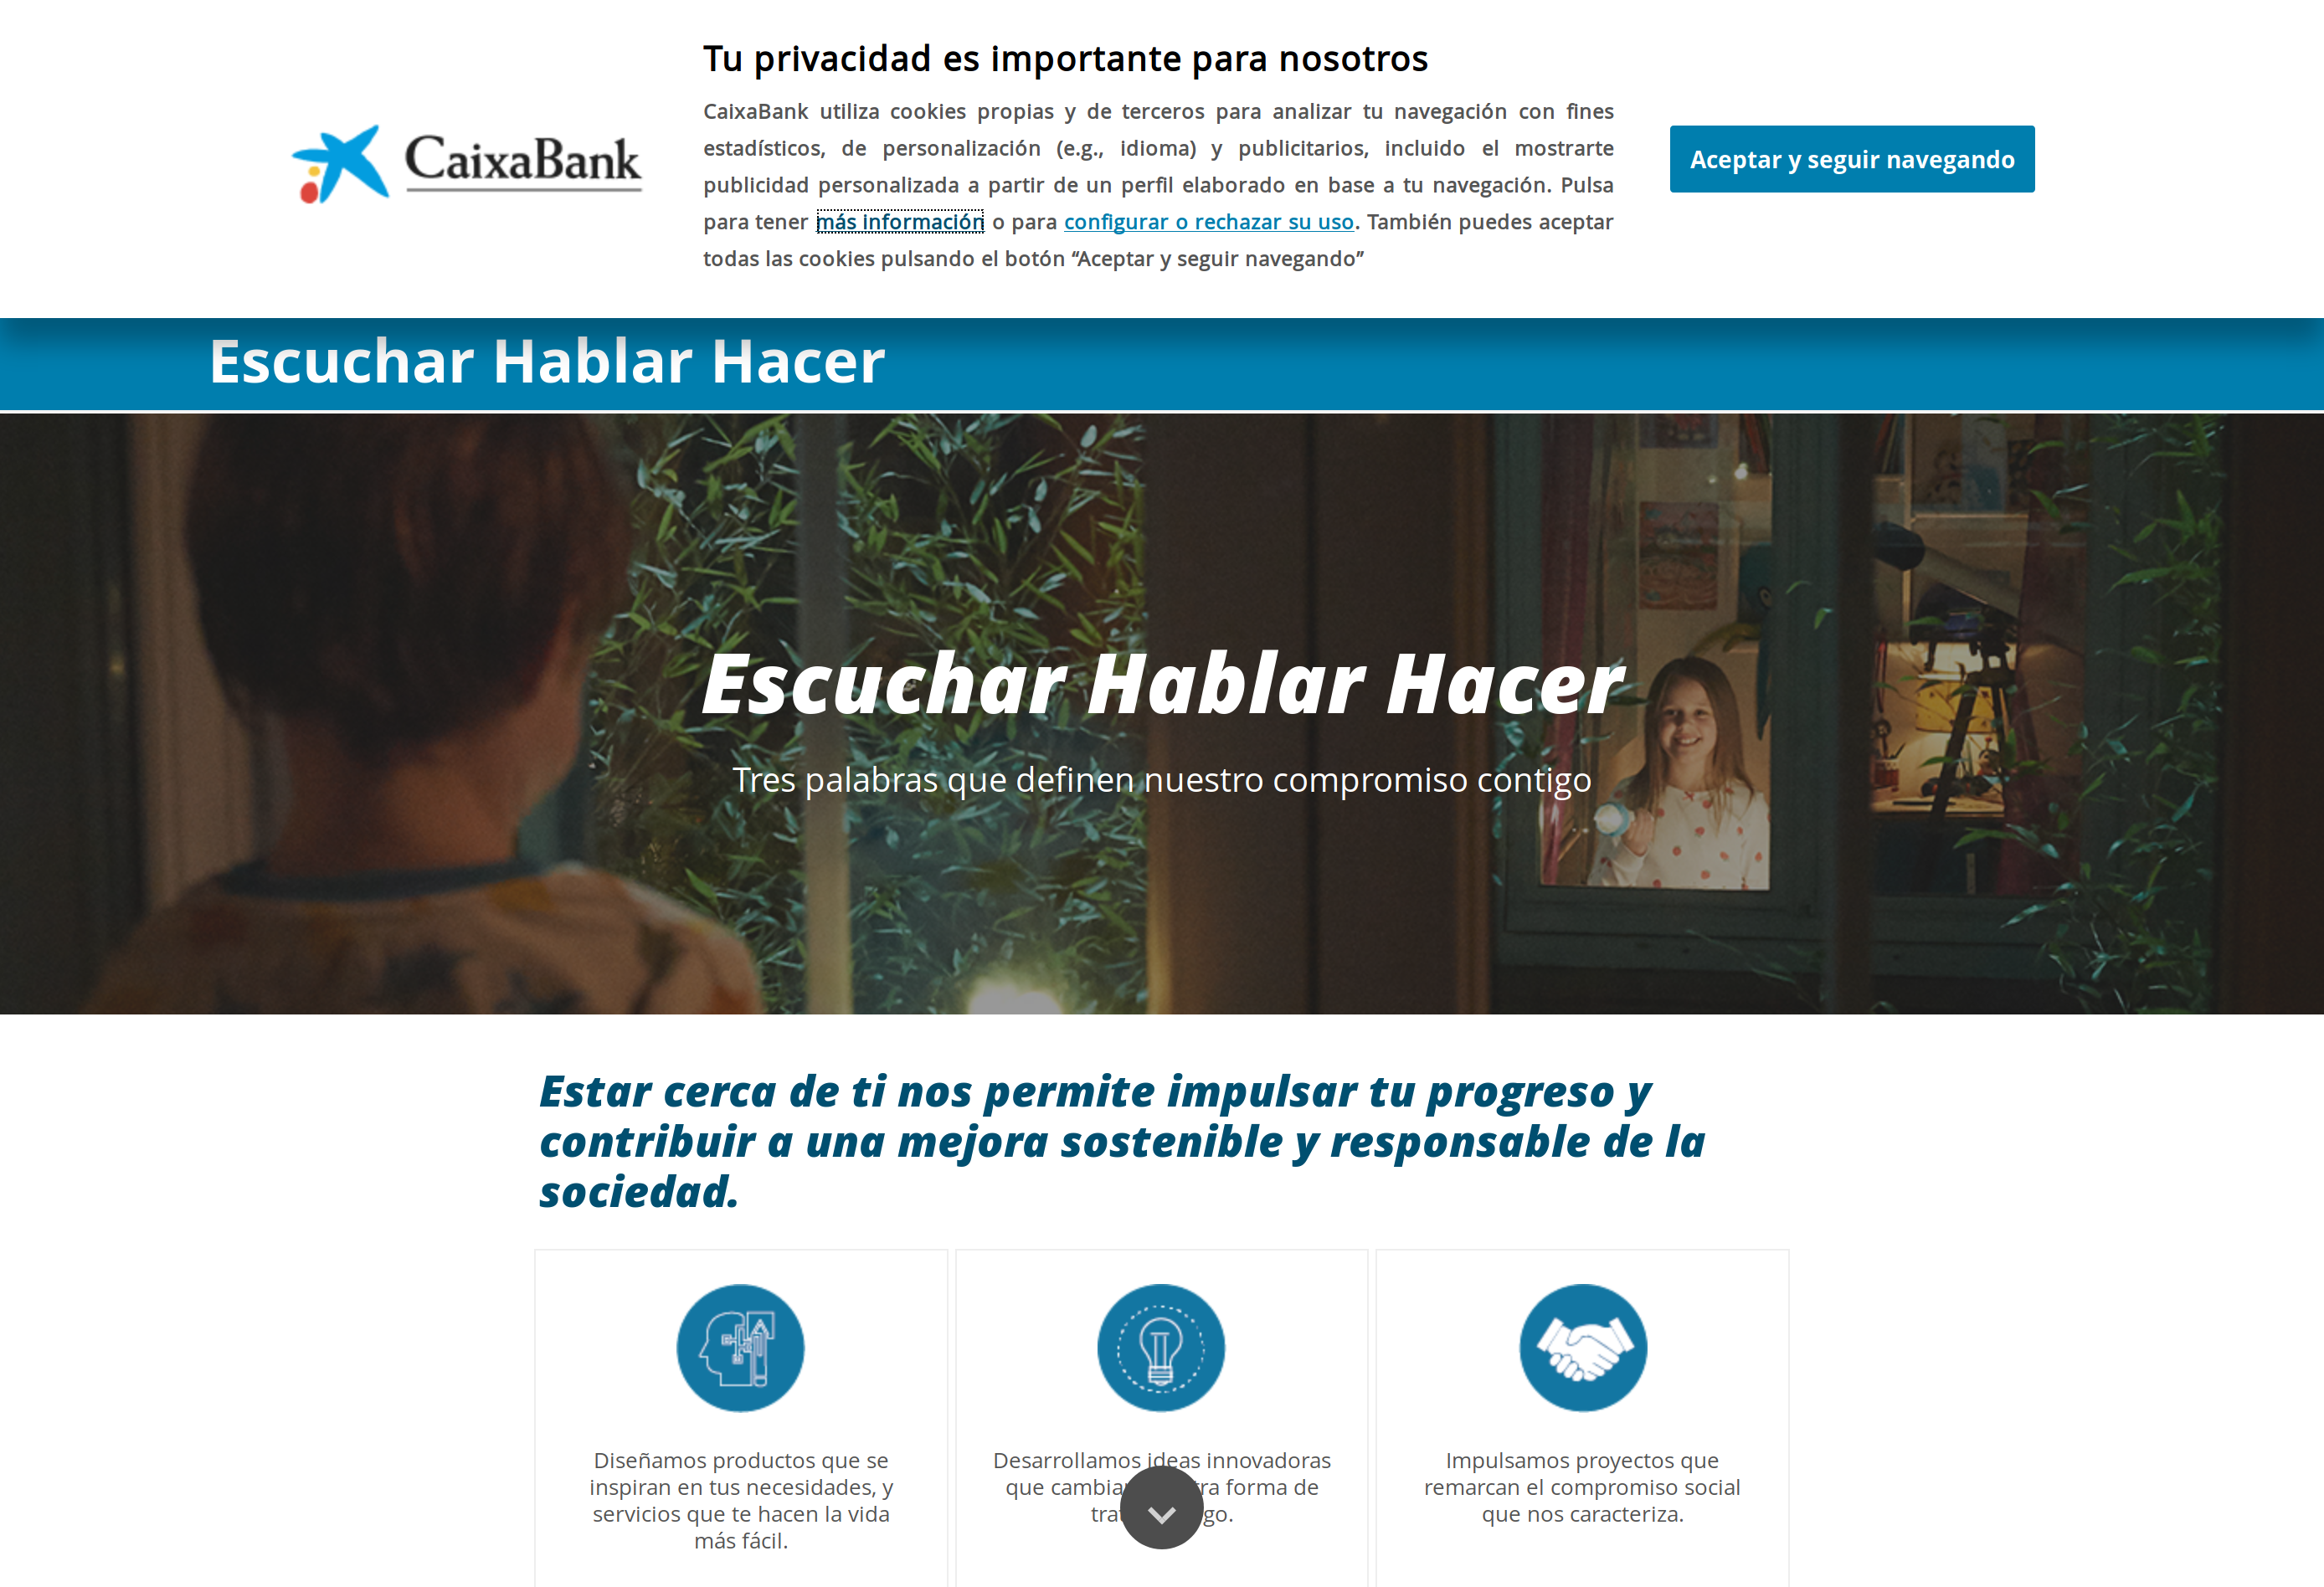 Tu privacidad es importante para nosotros
CaixaBank
CaixaBank utiliza cookies propias y de terceros para analizar tu navegación con fines
estadísticos, de personalización (e.g., idioma) y publicitarios, incluido el mostrarte
publicidad personalizada a partir de un perfil elaborado en base a tu navegación. Pulsa
para tener más información o para configurar o rechazar su uso. También puedes aceptar
todas las cookies pulsando el botón “Aceptar y seguir navegando”
Aceptar y seguir navegando
Escuchar Hablar Hacer
Escuchar Hablar Hacer
Tres palabras que definen nuestro compromiso contigo
Estar cerca de ti nos permite impulsar tu progreso y
contribuir a una mejora sostenible y responsable de la
sociedad.
Diseñamos productos que se
inspiran en tus necesidades, y
servicios que te hacen la vida
más fácil.
Desarrollamos ideas innovadoras
que forma de
Impulsamos proyectos que
remarcan el compromiso social
que nos caracteriza.